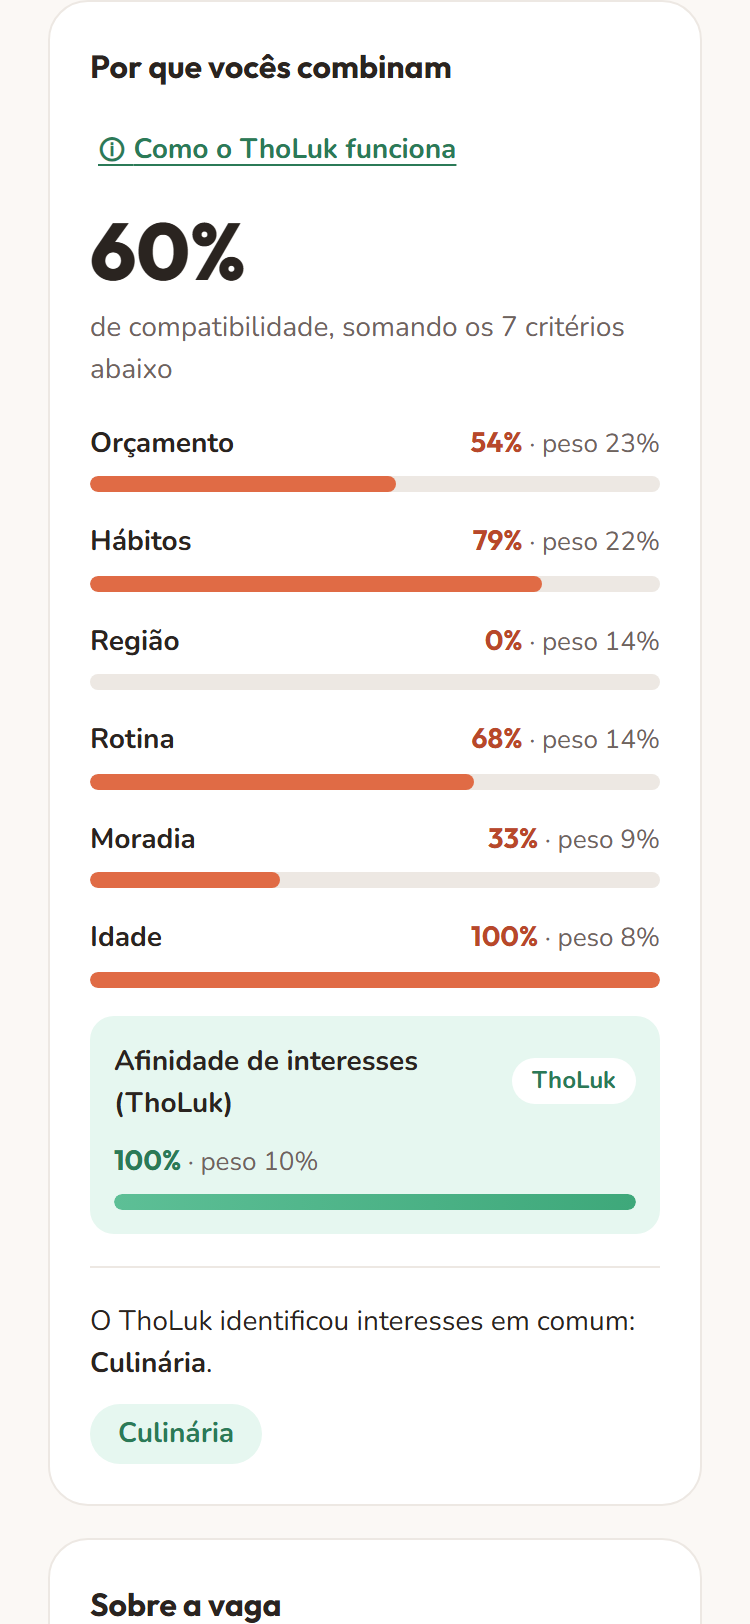 Por que vocês combinam
Como o ThoLuk funciona
60%
de compatibilidade, somando os 7 critérios
abaixo
Orçamento 54% · peso 23%
Hábitos 79% · peso 22%
Região 0% · peso 14%
Rotina 68% · peso 14%
Moradia 33% · peso 9%
Idade 100% · peso 8%
Afinidade de interesses
(ThoLuk)
ThoLuk
100% · peso 10%
O ThoLuk identificou interesses em comum:
Culinária.
Culinária
Sobre a vaga